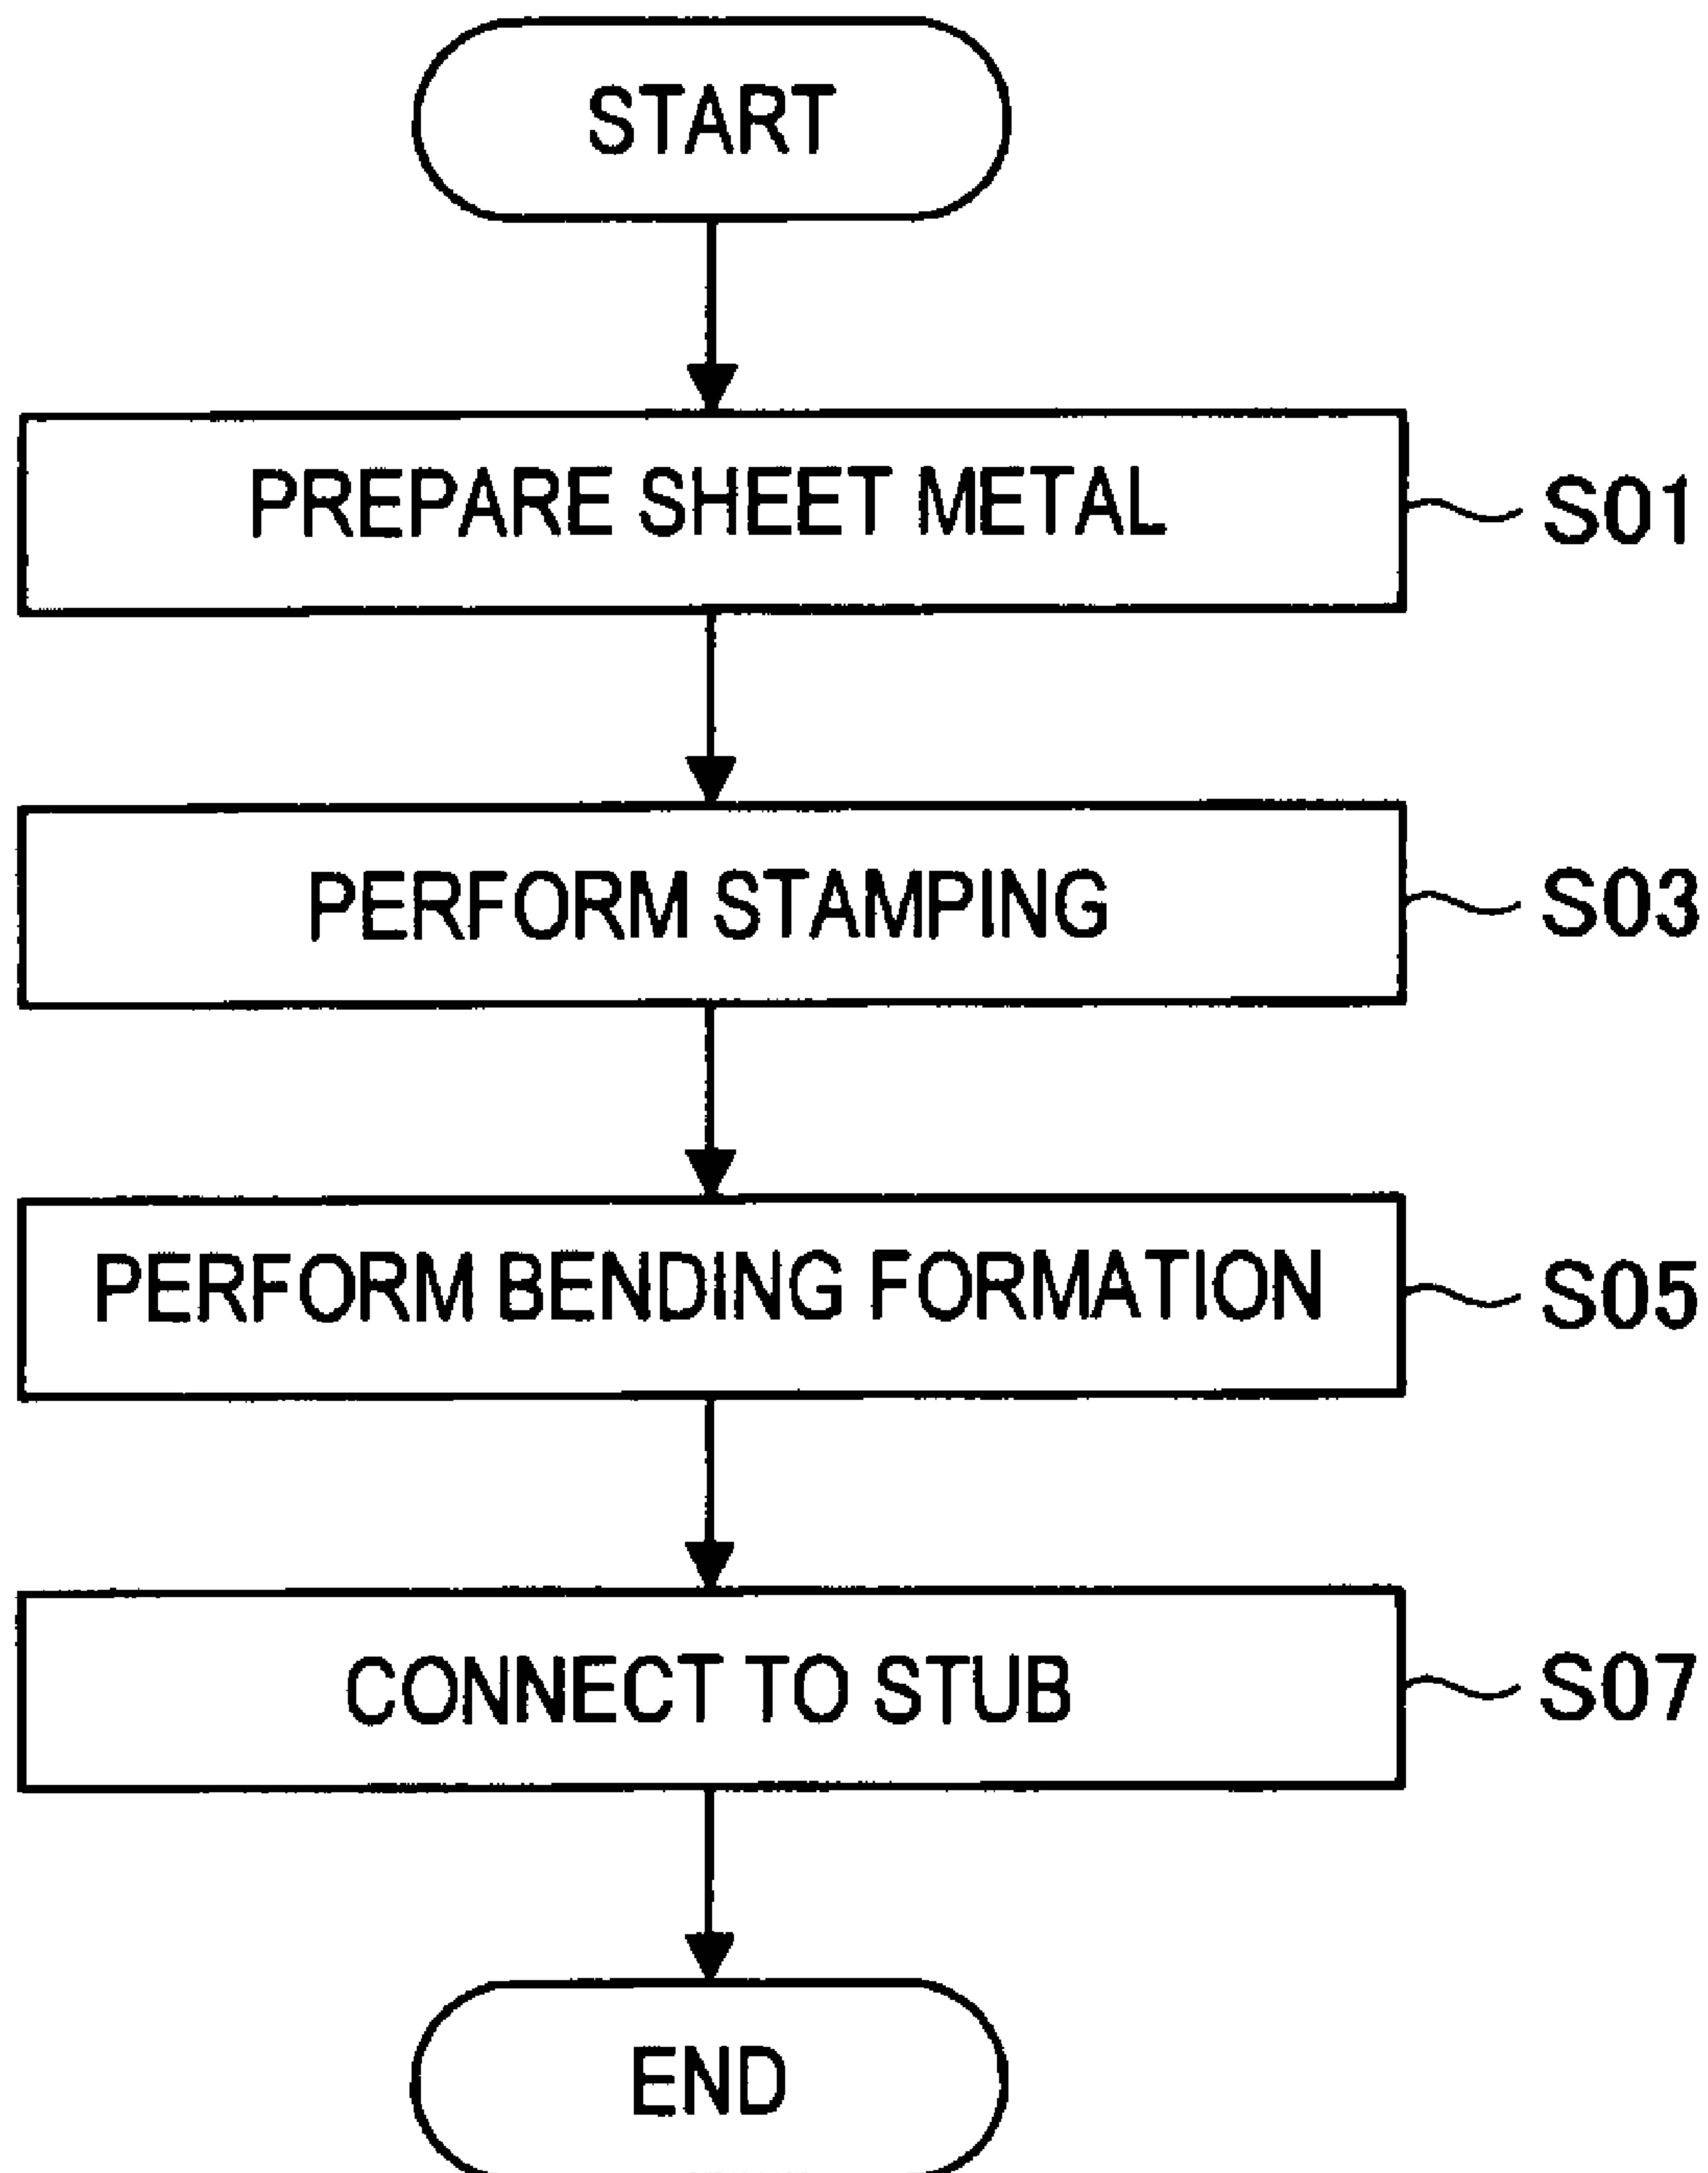 START
PREPARE SHEET METAL
S01
PERFORM STAMPING
S03
PERFORM BENDING FORMATION
S05
CONNECT TO STUB
S07
END